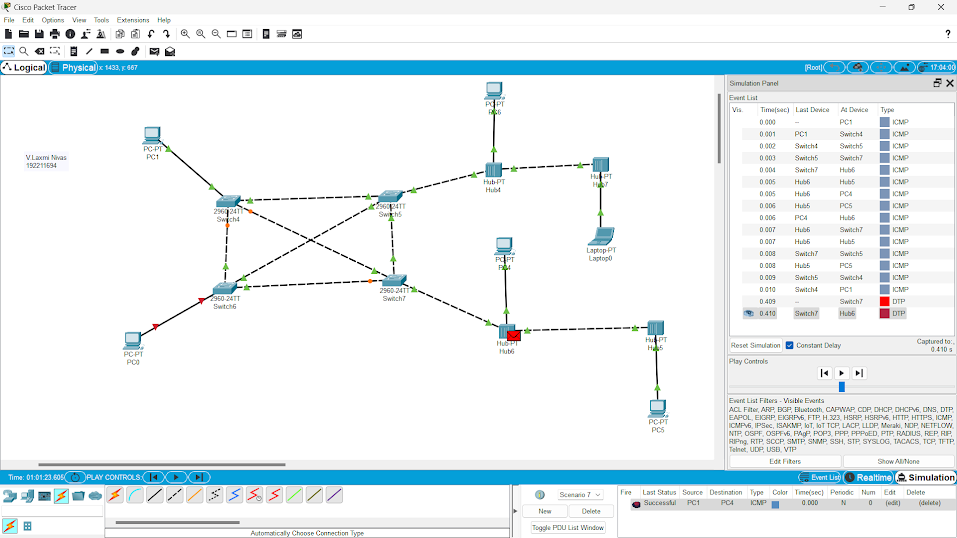 Cisco Packet Tracer
File Edit Options View Tools Extensions Help
Logical Physical x: 1433, y: 667 [Root] 17:04:00
V.Laxmi Nivas
192211694
PC-PT
PC1
2960-24TT
Switch4
2960-24TT
Switch5
2960-24TT
Switch6
2960-24TT
Switch7
PC-PT
PC0
PC-PT
Hub-PT
Hub4
Hub-PT
Laptop-PT
Laptop0
PC-PT
Hub-PT
Hub6
Hub-PT
PC-PT
PC5
Simulation Panel
Event List
Vis. Time(sec) Last Device At Device Type
0.000 -- PC1 ICMP
0.001 PC1 Switch4 ICMP
0.002 Switch4 Switch5 ICMP
0.003 Switch5 Switch7 ICMP
0.004 Switch7 Hub6 ICMP
0.005 Hub6 Hub5 ICMP
0.005 Hub6 PC4 ICMP
0.006 Hub5 PC5 ICMP
0.006 PC4 Hub6 ICMP
0.007 Hub6 Switch7 ICMP
0.007 Hub6 Hub5 ICMP
0.008 Switch7 Switch5 ICMP
0.008 Hub5 PC5 ICMP
0.009 Switch5 Switch4 ICMP
0.010 Switch4 PC1 ICMP
0.409 -- Switch7 DTP
0.410 Switch7 Hub6 DTP
Reset Simulation Constant Delay Captured to:
0.410 s
Play Controls
Event List Filters - Visible Events
ACL Filter, ARP, BGP, Bluetooth, CAPWAP, CDP, DHCP, DHCPv6, DNS, DTP,
EAPOL, EIGRP, EIGRPv6, FTP, H.323, HSRP, HSRPv6, HTTP, HTTPS, ICMP,
ICMPv6, IPSec, ISAKMP, IoT, IoT TCP, LACP, LLDP, Meraki, NDP, NETFLOW,
NTP, OSPF, OSPFv6, PAgP, POP3, PPP, PPPoED, PTP, RADIUS, REP, RIP,
RIPng, RTP, SCCP, SMTP, SNMP, SSH, STP, SYSLOG, TACACS, TCP, TFTP,
Telnet, UDP, USB, VTP
Edit Filters Show All/None
Time: 01:01:23.605 PLAY CONTROLS: Event List Realtime Simulation
Scenario 7
New Delete
Toggle PDU List Window
Fire Last Status Source Destination Type Color Time(sec) Periodic Num Edit Delete
Successful PC1 PC4 ICMP 0.000 N 0 (edit) (delete)
Automatically Choose Connection Type